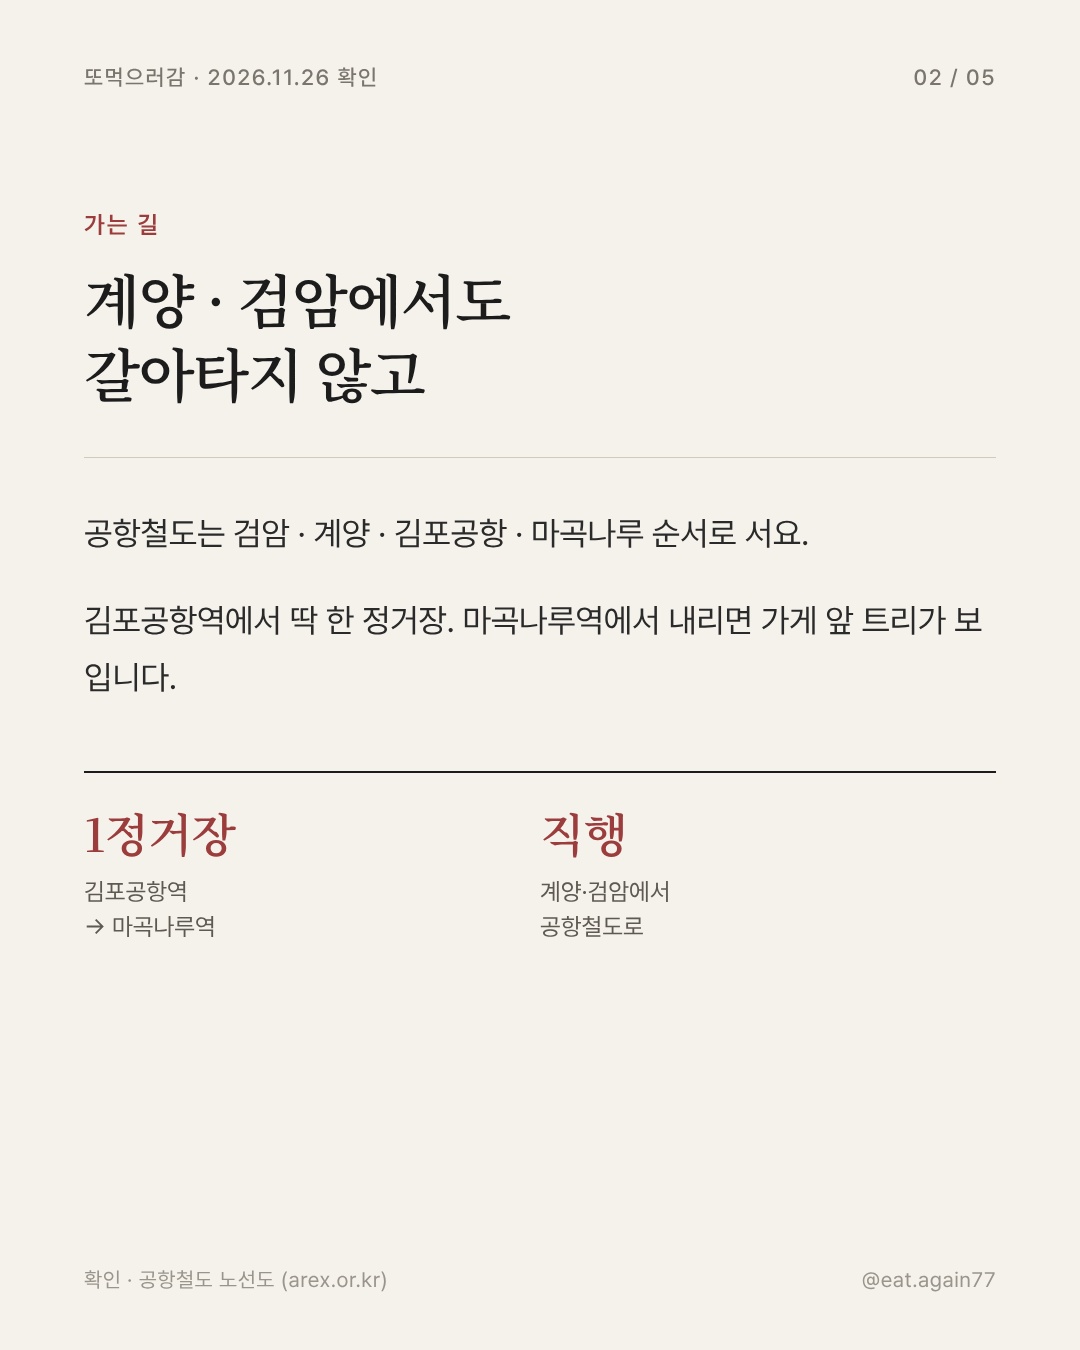 또먹으러감 · 2026.11.26 확인
02 / 05
가는 길
계양 · 검암에서도
갈아타지 않고
공항철도는 검암 · 계양 · 김포공항 · 마곡나루 순서로 서요.
김포공항역에서 딱 한 정거장. 마곡나루역에서 내리면 가게 앞 트리가 보
입니다.
1정거장
김포공항역
→ 마곡나루역
직행
계양·검암에서
공항철도로
확인 · 공항철도 노선도 (arex.or.kr)
@eat.again77